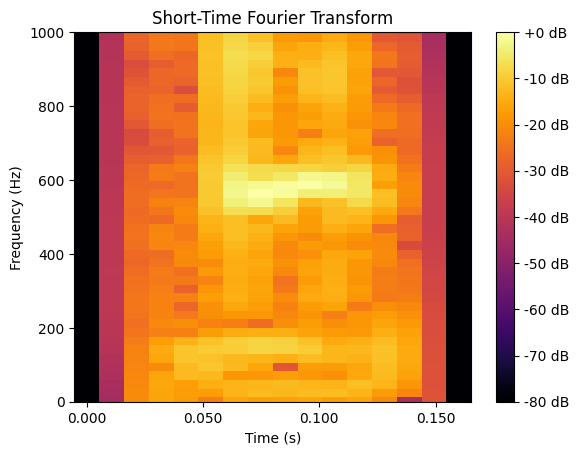 Short-Time Fourier Transform
Frequency (Hz)
1000
800
600
400
200
0
0.000
0.050
0.100
0.150
Time (s)
+0 dB
-10 dB
-20 dB
-30 dB
-40 dB
-50 dB
-60 dB
-70 dB
-80 dB